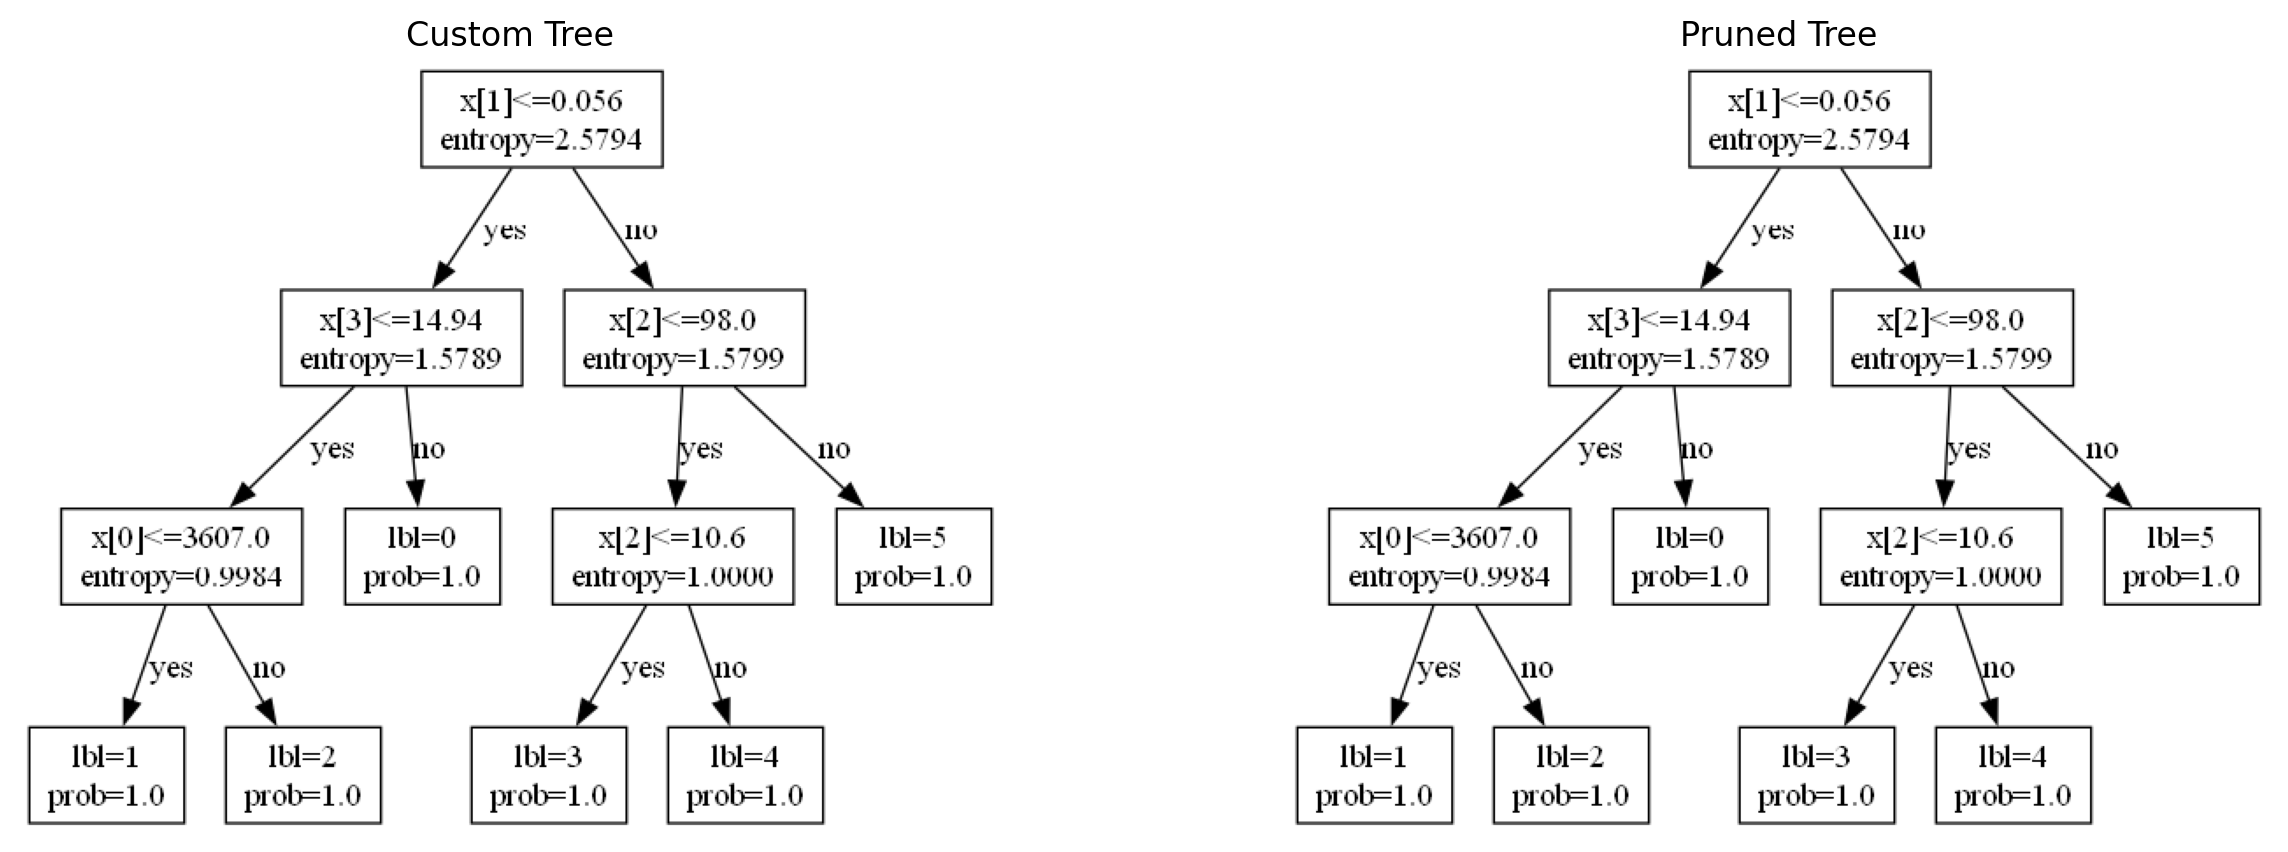 Custom Tree
x[1]<=0.056
entropy=2.5794
yes
no
x[3]<=14.94
entropy=1.5789
x[2]<=98.0
entropy=1.5799
yes
no
yes
no
x[0]<=3607.0
entropy=0.9984
lbl=0
prob=1.0
x[2]<=10.6
entropy=1.0000
lbl=5
prob=1.0
yes
no
yes
no
lbl=1
prob=1.0
lbl=2
prob=1.0
lbl=3
prob=1.0
lbl=4
prob=1.0
Pruned Tree
x[1]<=0.056
entropy=2.5794
yes
no
x[3]<=14.94
entropy=1.5789
x[2]<=98.0
entropy=1.5799
yes
no
yes
no
x[0]<=3607.0
entropy=0.9984
lbl=0
prob=1.0
x[2]<=10.6
entropy=1.0000
lbl=5
prob=1.0
yes
no
yes
no
lbl=1
prob=1.0
lbl=2
prob=1.0
lbl=3
prob=1.0
lbl=4
prob=1.0